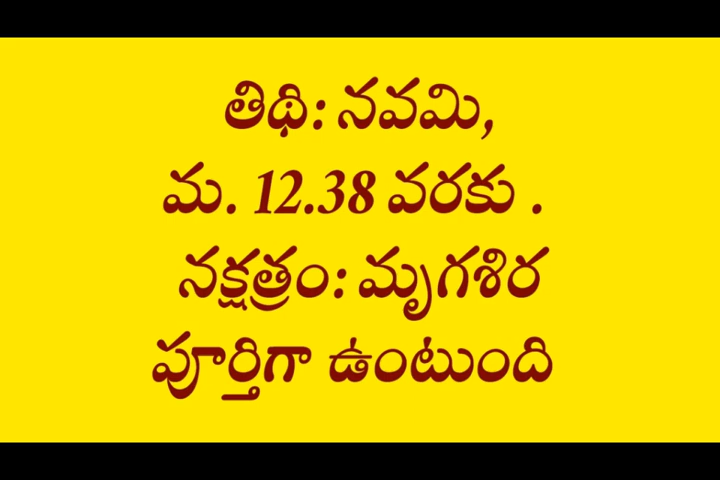 తిథి: నవమి,
మ. 12.38 వరకు .
నక్షత్రం: మృగశిర
పూర్తిగా ఉంటుంది